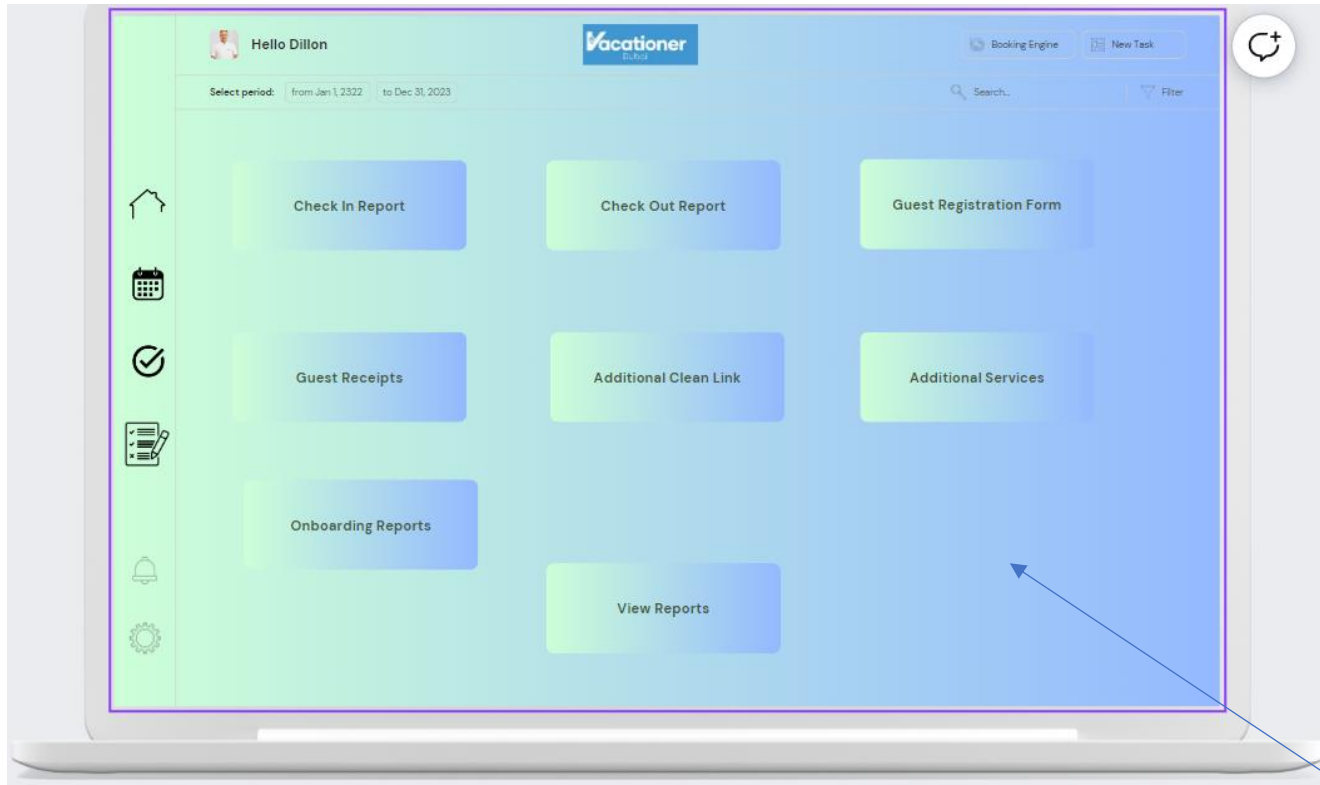 Hello Dillon
Vacationer
Dubai
Booking Engine
New Task
Select period: from Jan 1, 2322 to Dec 31, 2023
Search..
Filter
Check In Report
Check Out Report
Guest Registration Form
Guest Receipts
Additional Clean Link
Additional Services
Onboarding Reports
View Reports